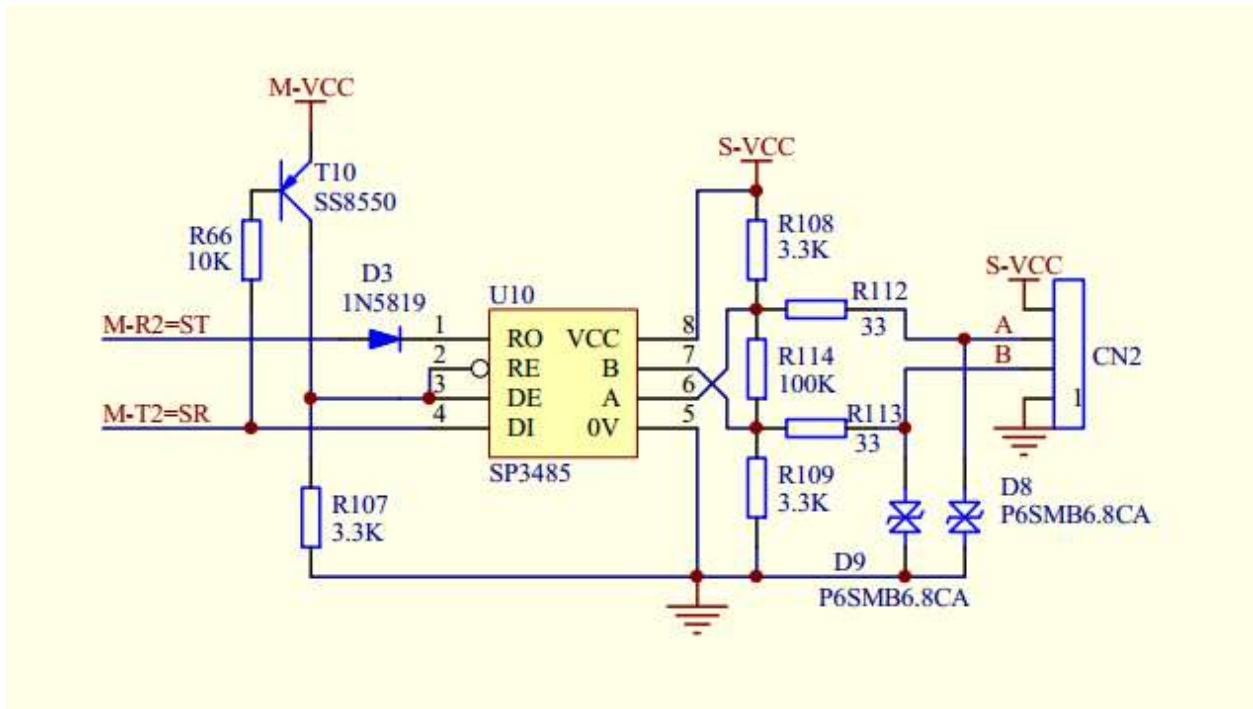 M-VCC
T10
SS8550
R66
10K
D3
1N5819
M-R2=ST
M-T2=SR
R107
3.3K
U10
1 RO VCC 8
2 RE B 7
3 DE A 6
4 DI 0V 5
SP3485
S-VCC
R108
3.3K
R112
33
R114
100K
R113
33
R109
3.3K
S-VCC
A
B
CN2
1
D8
P6SMB6.8CA
D9
P6SMB6.8CA